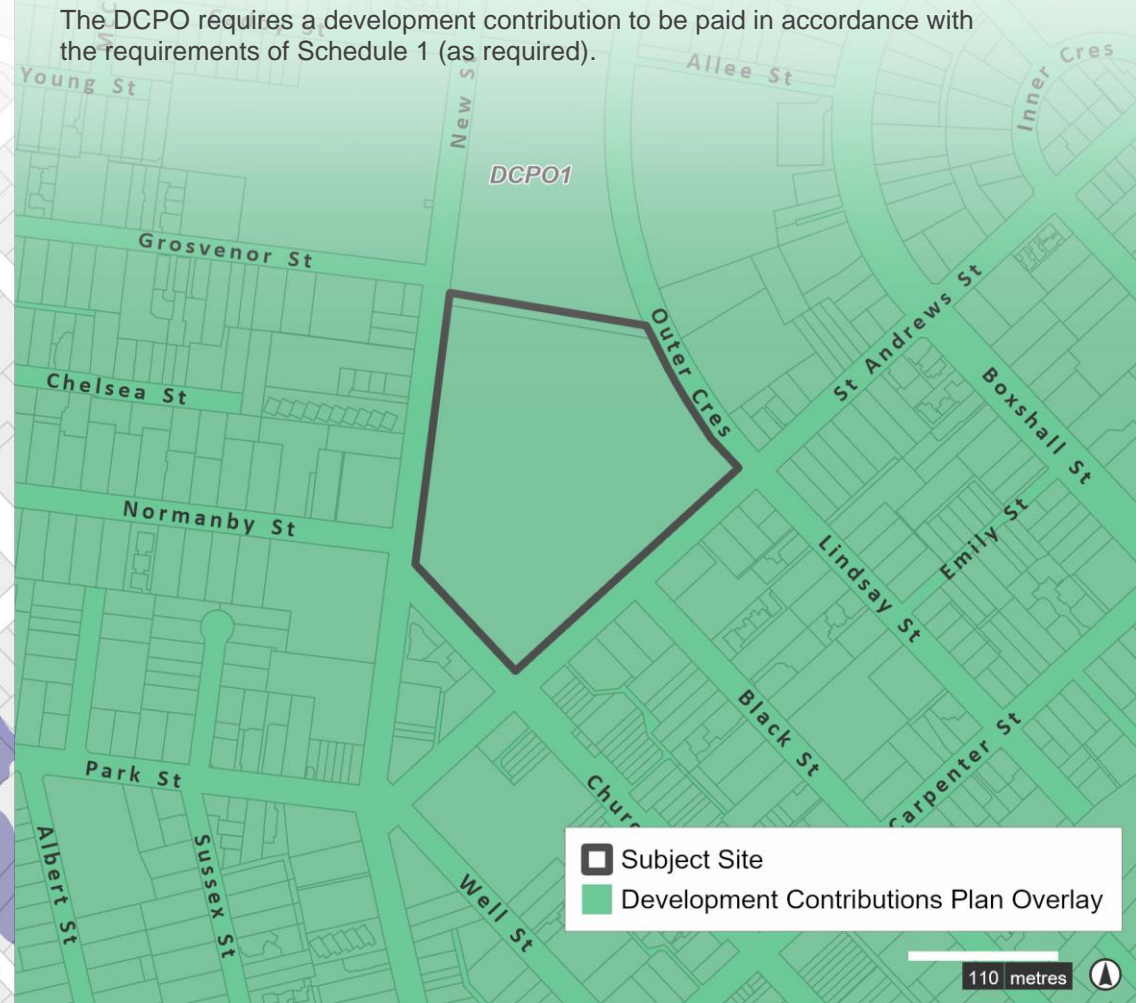 The DCPO requires a development contribution to be paid in accordance with
the requirements of Schedule 1 (as required).
Young St
New St
Allee St
Inner Cres
DCPO1
Grosvenor St
Outer Cres
St Andrews St
Chelsea St
Boxshall St
Normanby St
Lindsay St
Emily St
Black St
Carpenter St
Park St
Albert St
Sussex St
Well St
Subject Site
Development Contributions Plan Overlay
110 metres